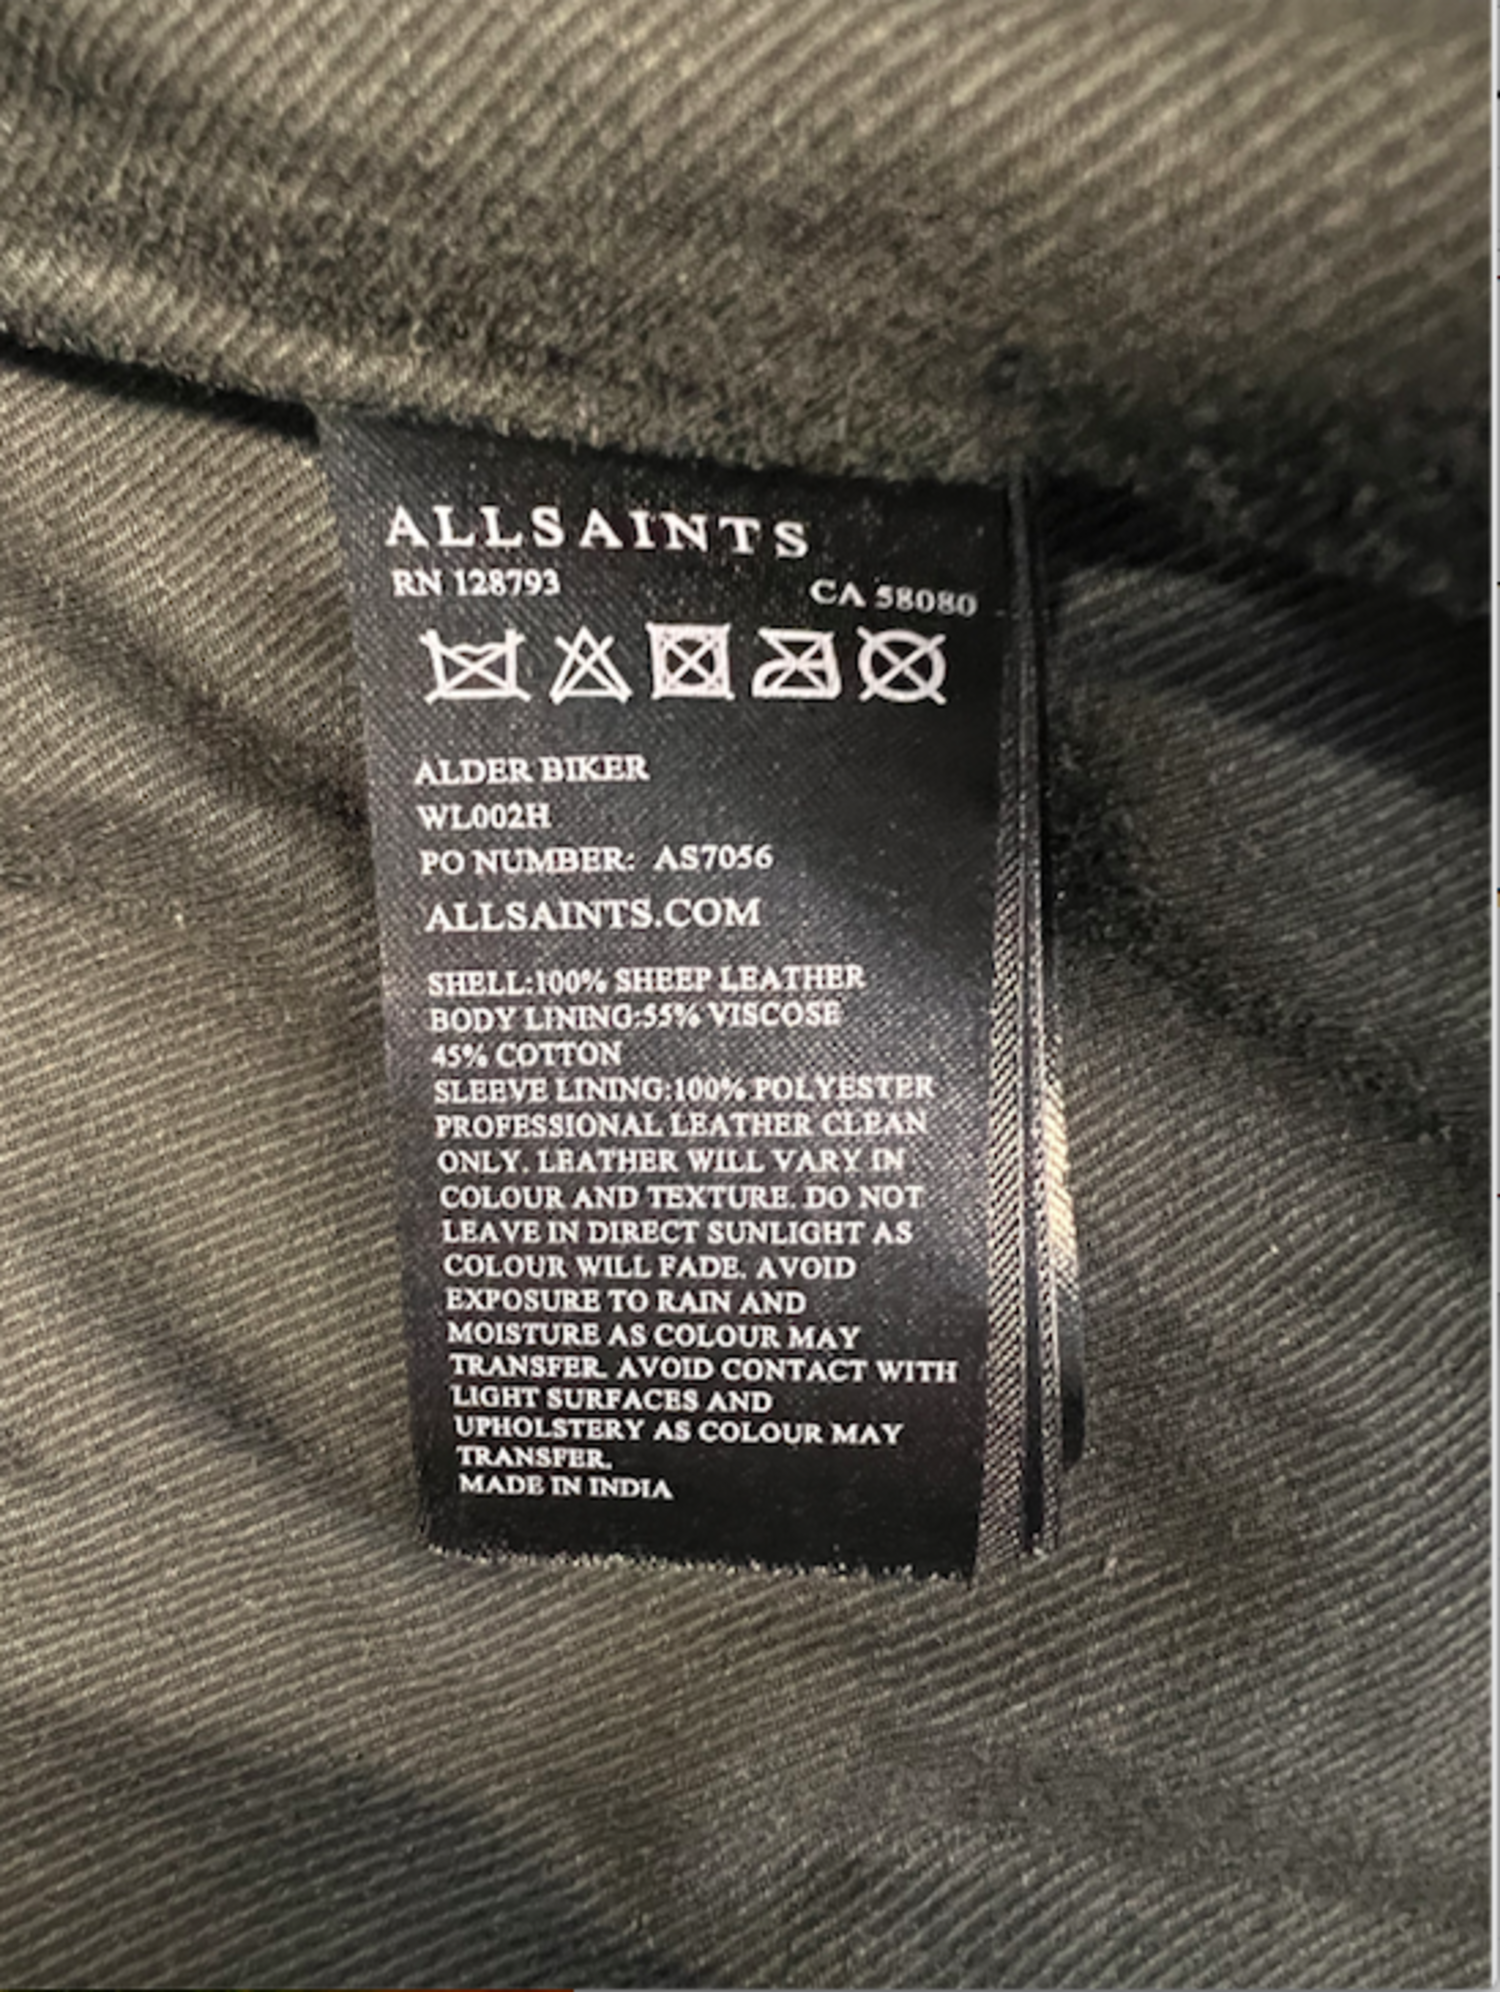 ALLSAINTS
RN 128793 CA 58080
ALDER BIKER
WL002H
PO NUMBER: AS7056
ALLSAINTS.COM
SHELL:100% SHEEP LEATHER
BODY LINING:55% VISCOSE
45% COTTON
SLEEVE LINING:100% POLYESTER
PROFESSIONAL LEATHER CLEAN
ONLY. LEATHER WILL VARY IN
COLOUR AND TEXTURE. DO NOT
LEAVE IN DIRECT SUNLIGHT AS
COLOUR WILL FADE. AVOID
EXPOSURE TO RAIN AND
MOISTURE AS COLOUR MAY
TRANSFER. AVOID CONTACT WITH
LIGHT SURFACES AND
UPHOLSTERY AS COLOUR MAY
TRANSFER.
MADE IN INDIA